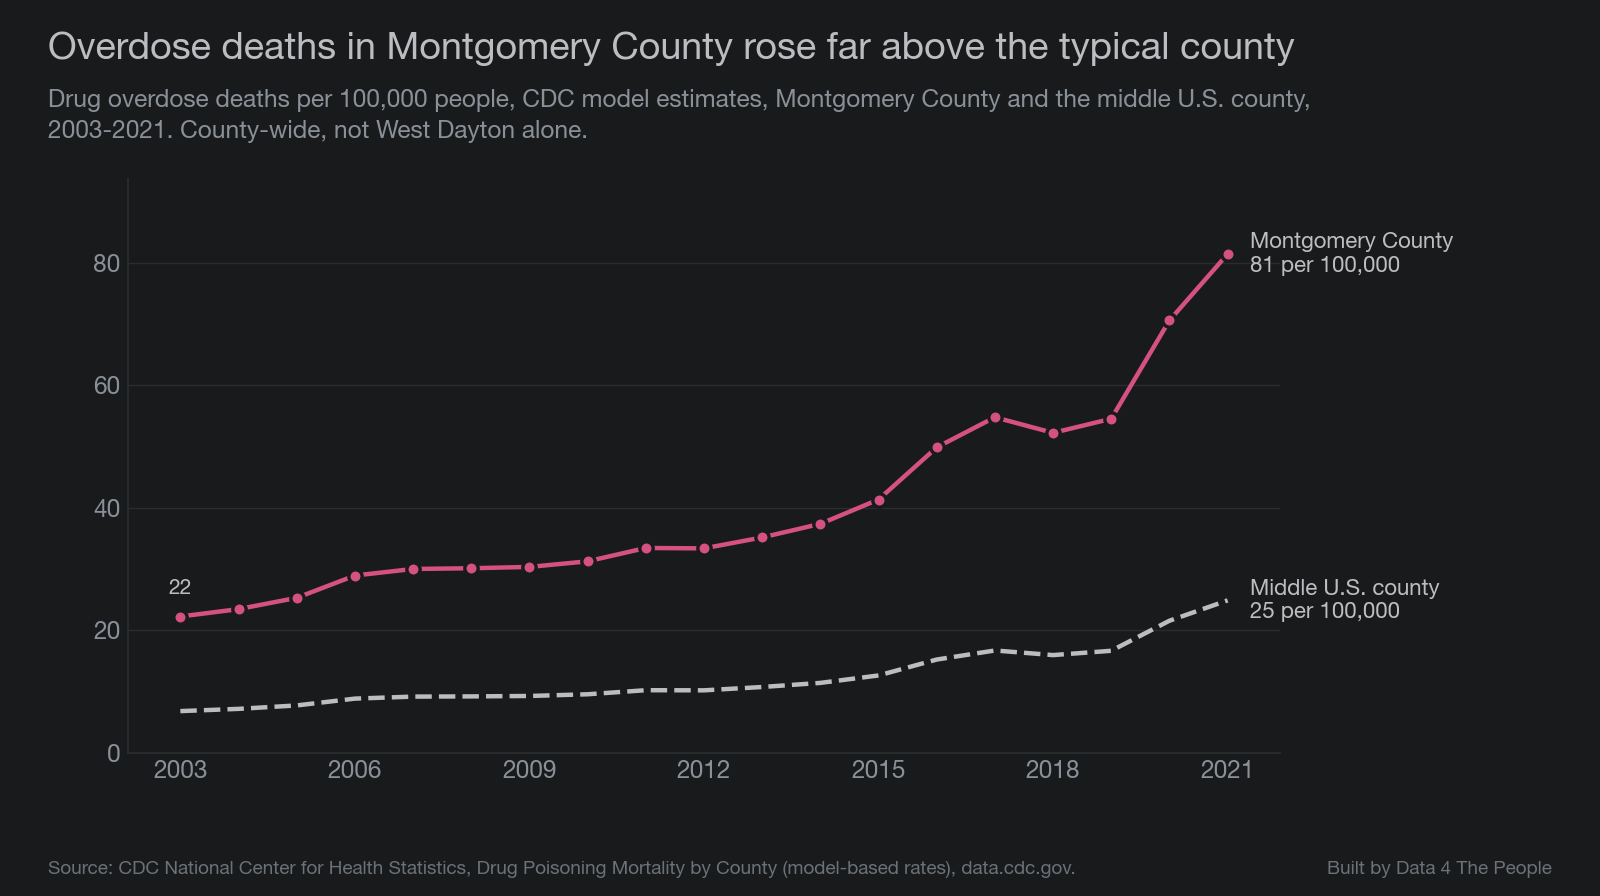 Overdose deaths in Montgomery County rose far above the typical county
Drug overdose deaths per 100,000 people, CDC model estimates, Montgomery County and the middle U.S. county,
2003-2021. County-wide, not West Dayton alone.
80
60
40
20
0
22
Montgomery County
81 per 100,000
Middle U.S. county
25 per 100,000
2003 2006 2009 2012 2015 2018 2021
Source: CDC National Center for Health Statistics, Drug Poisoning Mortality by County (model-based rates), data.cdc.gov.
Built by Data 4 The People